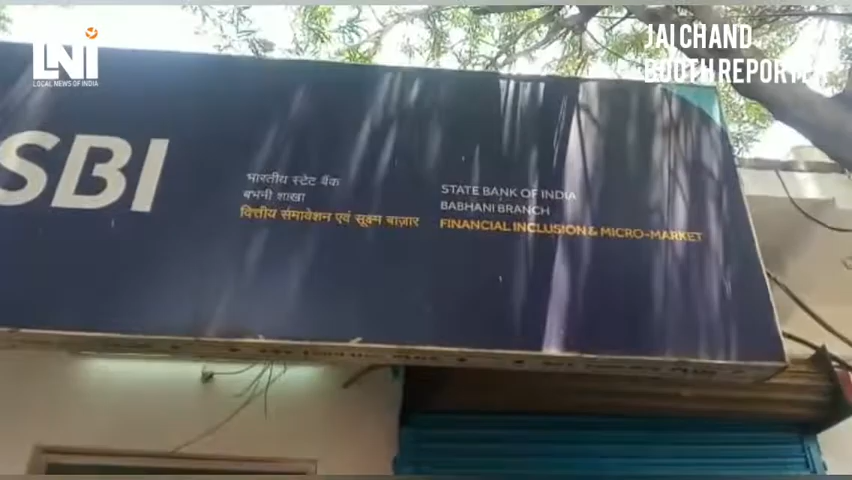 LNI
LOCAL NEWS OF INDIA
JAI CHAND
BOOTH REPORTER
SBI
भारतीय स्टेट बैंक
बभनी शाखा
वित्तीय समावेशन एवं सूक्ष्म बाज़ार
STATE BANK OF INDIA
BABHANI BRANCH
FINANCIAL INCLUSION & MICRO-MARKET